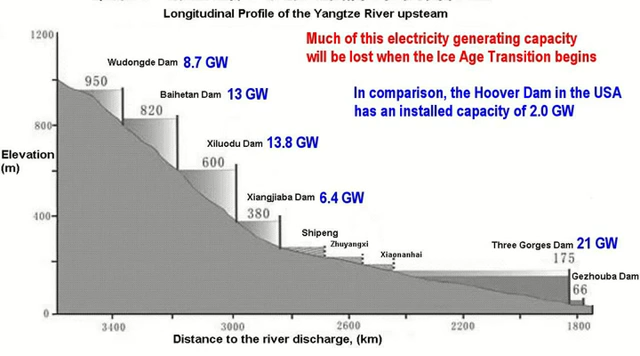 Longitudinal Profile of the Yangtze River upsteam
1200
Much of this electricity generating capacity
will be lost when the Ice Age Transition begins
Wudongde Dam 8.7 GW
950
Baihetan Dam 13 GW
In comparison, the Hoover Dam in the USA
has an installed capacity of 2.0 GW
820
800
Xiluodu Dam 13.8 GW
Elevation
(m)
600
Xiangjiaba Dam 6.4 GW
380
400
Shipeng
Zhuyangxi
Xiaonanhai
Three Gorges Dam 21 GW
175
Gezhouba Dam
66
0
3400
3000
2600
2200
1800
Distance to the river discharge, (km)